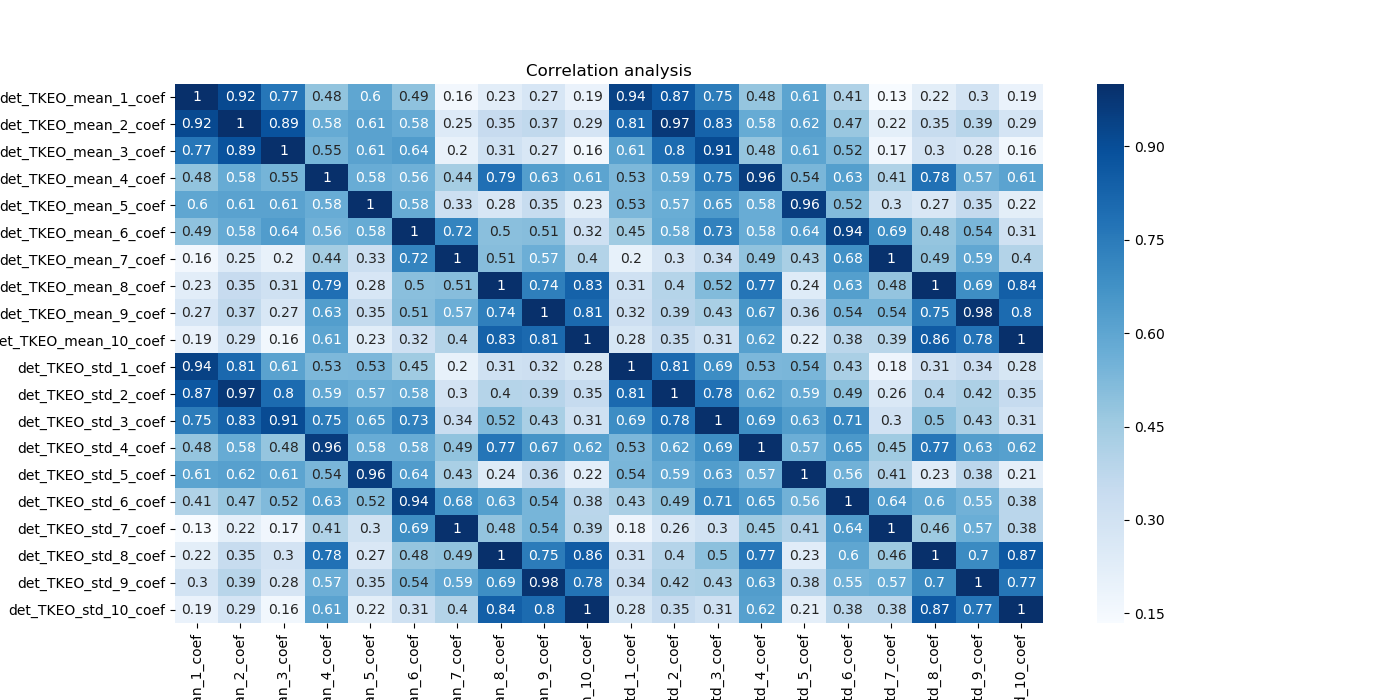 Correlation analysis
det_TKEO_mean_1_coef 1 0.92 0.77 0.48 0.6 0.49 0.16 0.23 0.27 0.19 0.94 0.87 0.75 0.48 0.61 0.41 0.13 0.22 0.3 0.19
det_TKEO_mean_2_coef 0.92 1 0.89 0.58 0.61 0.58 0.25 0.35 0.37 0.29 0.81 0.97 0.83 0.58 0.62 0.47 0.22 0.35 0.39 0.29
det_TKEO_mean_3_coef 0.77 0.89 1 0.55 0.61 0.64 0.2 0.31 0.27 0.16 0.61 0.8 0.91 0.48 0.61 0.52 0.17 0.3 0.28 0.16
det_TKEO_mean_4_coef 0.48 0.58 0.55 1 0.58 0.56 0.44 0.79 0.63 0.61 0.53 0.59 0.75 0.96 0.54 0.63 0.41 0.78 0.57 0.61
det_TKEO_mean_5_coef 0.6 0.61 0.61 0.58 1 0.58 0.33 0.28 0.35 0.23 0.53 0.57 0.65 0.58 0.96 0.52 0.3 0.27 0.35 0.22
det_TKEO_mean_6_coef 0.49 0.58 0.64 0.56 0.58 1 0.72 0.5 0.51 0.32 0.45 0.58 0.73 0.58 0.64 0.94 0.69 0.48 0.54 0.31
det_TKEO_mean_7_coef 0.16 0.25 0.2 0.44 0.33 0.72 1 0.51 0.57 0.4 0.2 0.3 0.34 0.49 0.43 0.68 1 0.49 0.59 0.4
det_TKEO_mean_8_coef 0.23 0.35 0.31 0.79 0.28 0.5 0.51 1 0.74 0.83 0.31 0.4 0.52 0.77 0.24 0.63 0.48 1 0.69 0.84
det_TKEO_mean_9_coef 0.27 0.37 0.27 0.63 0.35 0.51 0.57 0.74 1 0.81 0.32 0.39 0.43 0.67 0.36 0.54 0.54 0.75 0.98 0.8
et_TKEO_mean_10_coef 0.19 0.29 0.16 0.61 0.23 0.32 0.4 0.83 0.81 1 0.28 0.35 0.31 0.62 0.22 0.38 0.39 0.86 0.78 1
det_TKEO_std_1_coef 0.94 0.81 0.61 0.53 0.53 0.45 0.2 0.31 0.32 0.28 1 0.81 0.69 0.53 0.54 0.43 0.18 0.31 0.34 0.28
det_TKEO_std_2_coef 0.87 0.97 0.8 0.59 0.57 0.58 0.3 0.4 0.39 0.35 0.81 1 0.78 0.62 0.59 0.49 0.26 0.4 0.42 0.35
det_TKEO_std_3_coef 0.75 0.83 0.91 0.75 0.65 0.73 0.34 0.52 0.43 0.31 0.69 0.78 1 0.69 0.63 0.71 0.3 0.5 0.43 0.31
det_TKEO_std_4_coef 0.48 0.58 0.48 0.96 0.58 0.58 0.49 0.77 0.67 0.62 0.53 0.62 0.69 1 0.57 0.65 0.45 0.77 0.63 0.62
det_TKEO_std_5_coef 0.61 0.62 0.61 0.54 0.96 0.64 0.43 0.24 0.36 0.22 0.54 0.59 0.63 0.57 1 0.56 0.41 0.23 0.38 0.21
det_TKEO_std_6_coef 0.41 0.47 0.52 0.63 0.52 0.94 0.68 0.63 0.54 0.38 0.43 0.49 0.71 0.65 0.56 1 0.64 0.6 0.55 0.38
det_TKEO_std_7_coef 0.13 0.22 0.17 0.41 0.3 0.69 1 0.48 0.54 0.39 0.18 0.26 0.3 0.45 0.41 0.64 1 0.46 0.57 0.38
det_TKEO_std_8_coef 0.22 0.35 0.3 0.78 0.27 0.48 0.49 1 0.75 0.86 0.31 0.4 0.5 0.77 0.23 0.6 0.46 1 0.7 0.87
det_TKEO_std_9_coef 0.3 0.39 0.28 0.57 0.35 0.54 0.59 0.69 0.98 0.78 0.34 0.42 0.43 0.63 0.38 0.55 0.57 0.7 1 0.77
det_TKEO_std_10_coef 0.19 0.29 0.16 0.61 0.22 0.31 0.4 0.84 0.8 1 0.28 0.35 0.31 0.62 0.21 0.38 0.38 0.87 0.77 1
an_1_coef
an_2_coef
an_3_coef
an_4_coef
an_5_coef
an_6_coef
an_7_coef
an_8_coef
an_9_coef
n_10_coef
td_1_coef
td_2_coef
td_3_coef
td_4_coef
td_5_coef
td_6_coef
td_7_coef
td_8_coef
td_9_coef
d_10_coef
0.90
0.75
0.60
0.45
0.30
0.15